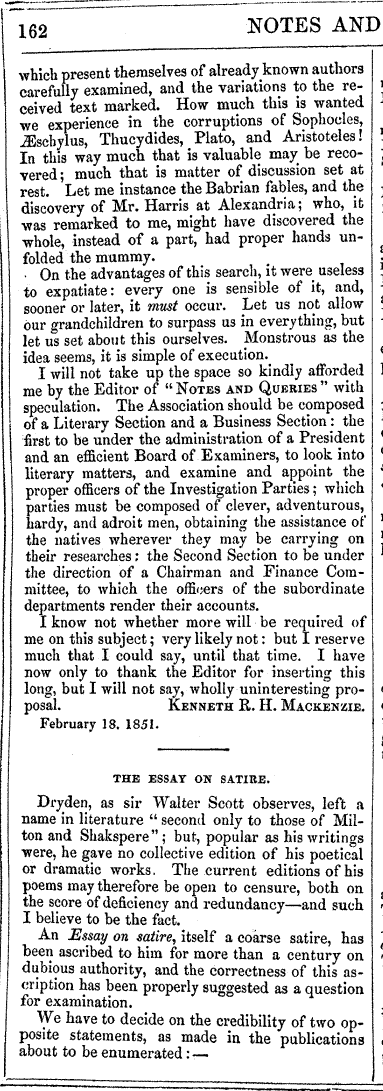 162 NOTES AND
which present themselves of already known authors
carefully examined, and the variations to the re-
ceived text marked. How much this is wanted
we experience in the corruptions of Sophocles,
Æschylus, Thucydides, Plato, and Aristoteles!
In this way much that is valuable may be reco-
vered; much that is matter of discussion set at
rest. Let me instance the Babrian fables, and the
discovery of Mr. Harris at Alexandria; who, it
was remarked to me, might have discovered the
whole, instead of a part, had proper hands un-
folded the mummy.
On the advantages of this search, it were useless
to expatiate: every one is sensible of it, and,
sooner or later, it must occur. Let us not allow
our grandchildren to surpass us in everything, but
let us set about this ourselves. Monstrous as the
idea seems, it is simple of execution.
I will not take up the space so kindly afforded
me by the Editor of "NOTES AND QUERIES" with
speculation. The Association should be composed
of a Literary Section and a Business Section: the
first to be under the administration of a President
and an efficient Board of Examiners, to look into
literary matters, and examine and appoint the
proper officers of the Investigation Parties; which
parties must be composed of clever, adventurous,
hardy, and adroit men, obtaining the assistance of
the natives wherever they may be carrying on
their researches: the Second Section to be under
the direction of a Chairman and Finance Com-
mittee, to which the officers of the subordinate
departments render their accounts.
I know not whether more will be required of
me on this subject; very likely not: but I reserve
much that I could say, until that time. I have
now only to thank the Editor for inserting this
long, but I will not say, wholly uninteresting pro-
posal. KENNETH R. H. MACKENZIE.
February 18. 1851.
THE ESSAY ON SATIRE.
Dryden, as sir Walter Scott observes, left a
name in literature "second only to those of Mil-
ton and Shakspere"; but, popular as his writings
were, he gave no collective edition of his poetical
or dramatic works. The current editions of his
poems may therefore be open to censure, both on
the score of deficiency and redundancy—and such
I believe to be the fact.
An Essay on satire, itself a coarse satire, has
been ascribed to him for more than a century on
dubious authority, and the correctness of this as-
cription has been properly suggested as a question
for examination.
We have to decide on the credibility of two op-
posite statements, as made in the publications
about to be enumerated:—